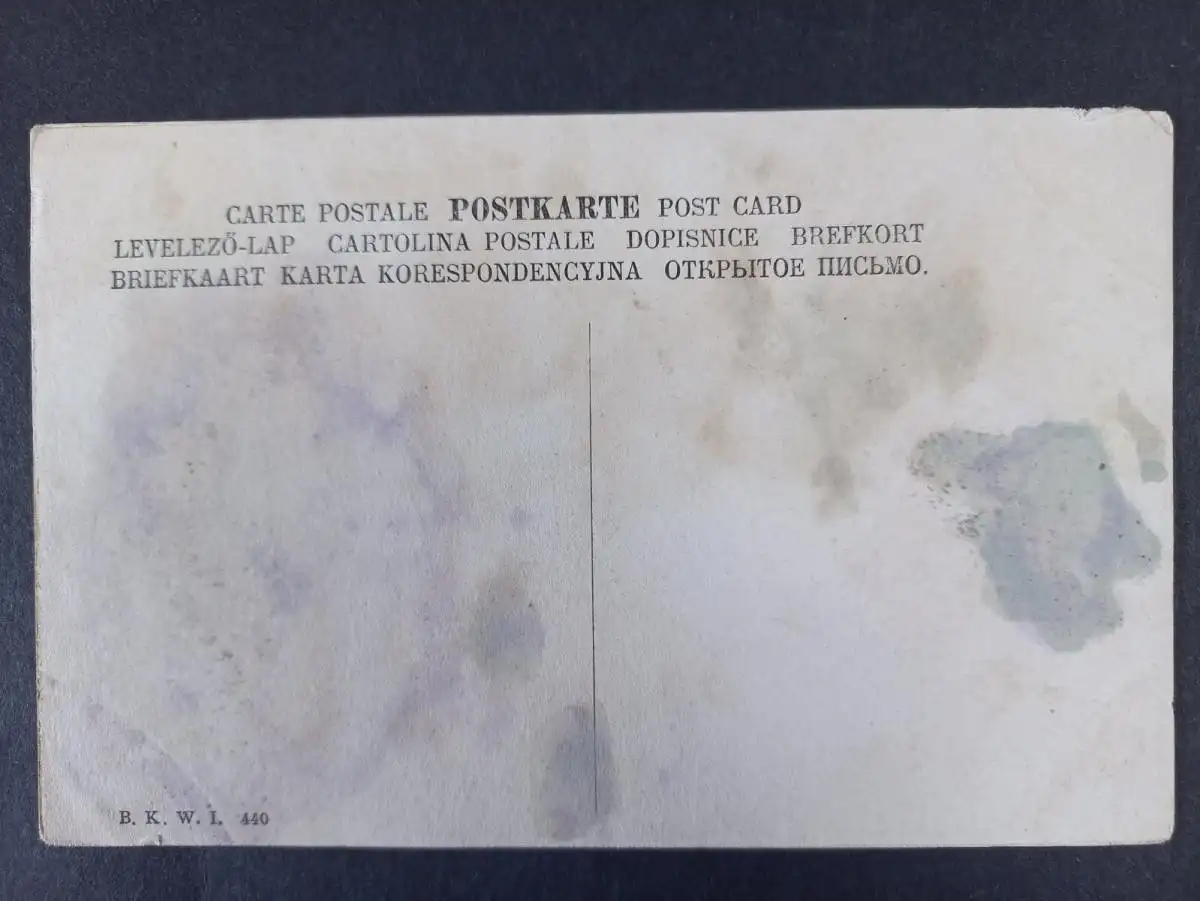 CARTE POSTALE POSTKARTE POST CARD
LEVELEZŐ-LAP CARTOLINA POSTALE DOPISNICE BREFKORT
BRIEFKAART KARTA KORESPONDENCYJNA ОТКРЫТОЕ ПИСЬМО.
B. K. W. I. 440